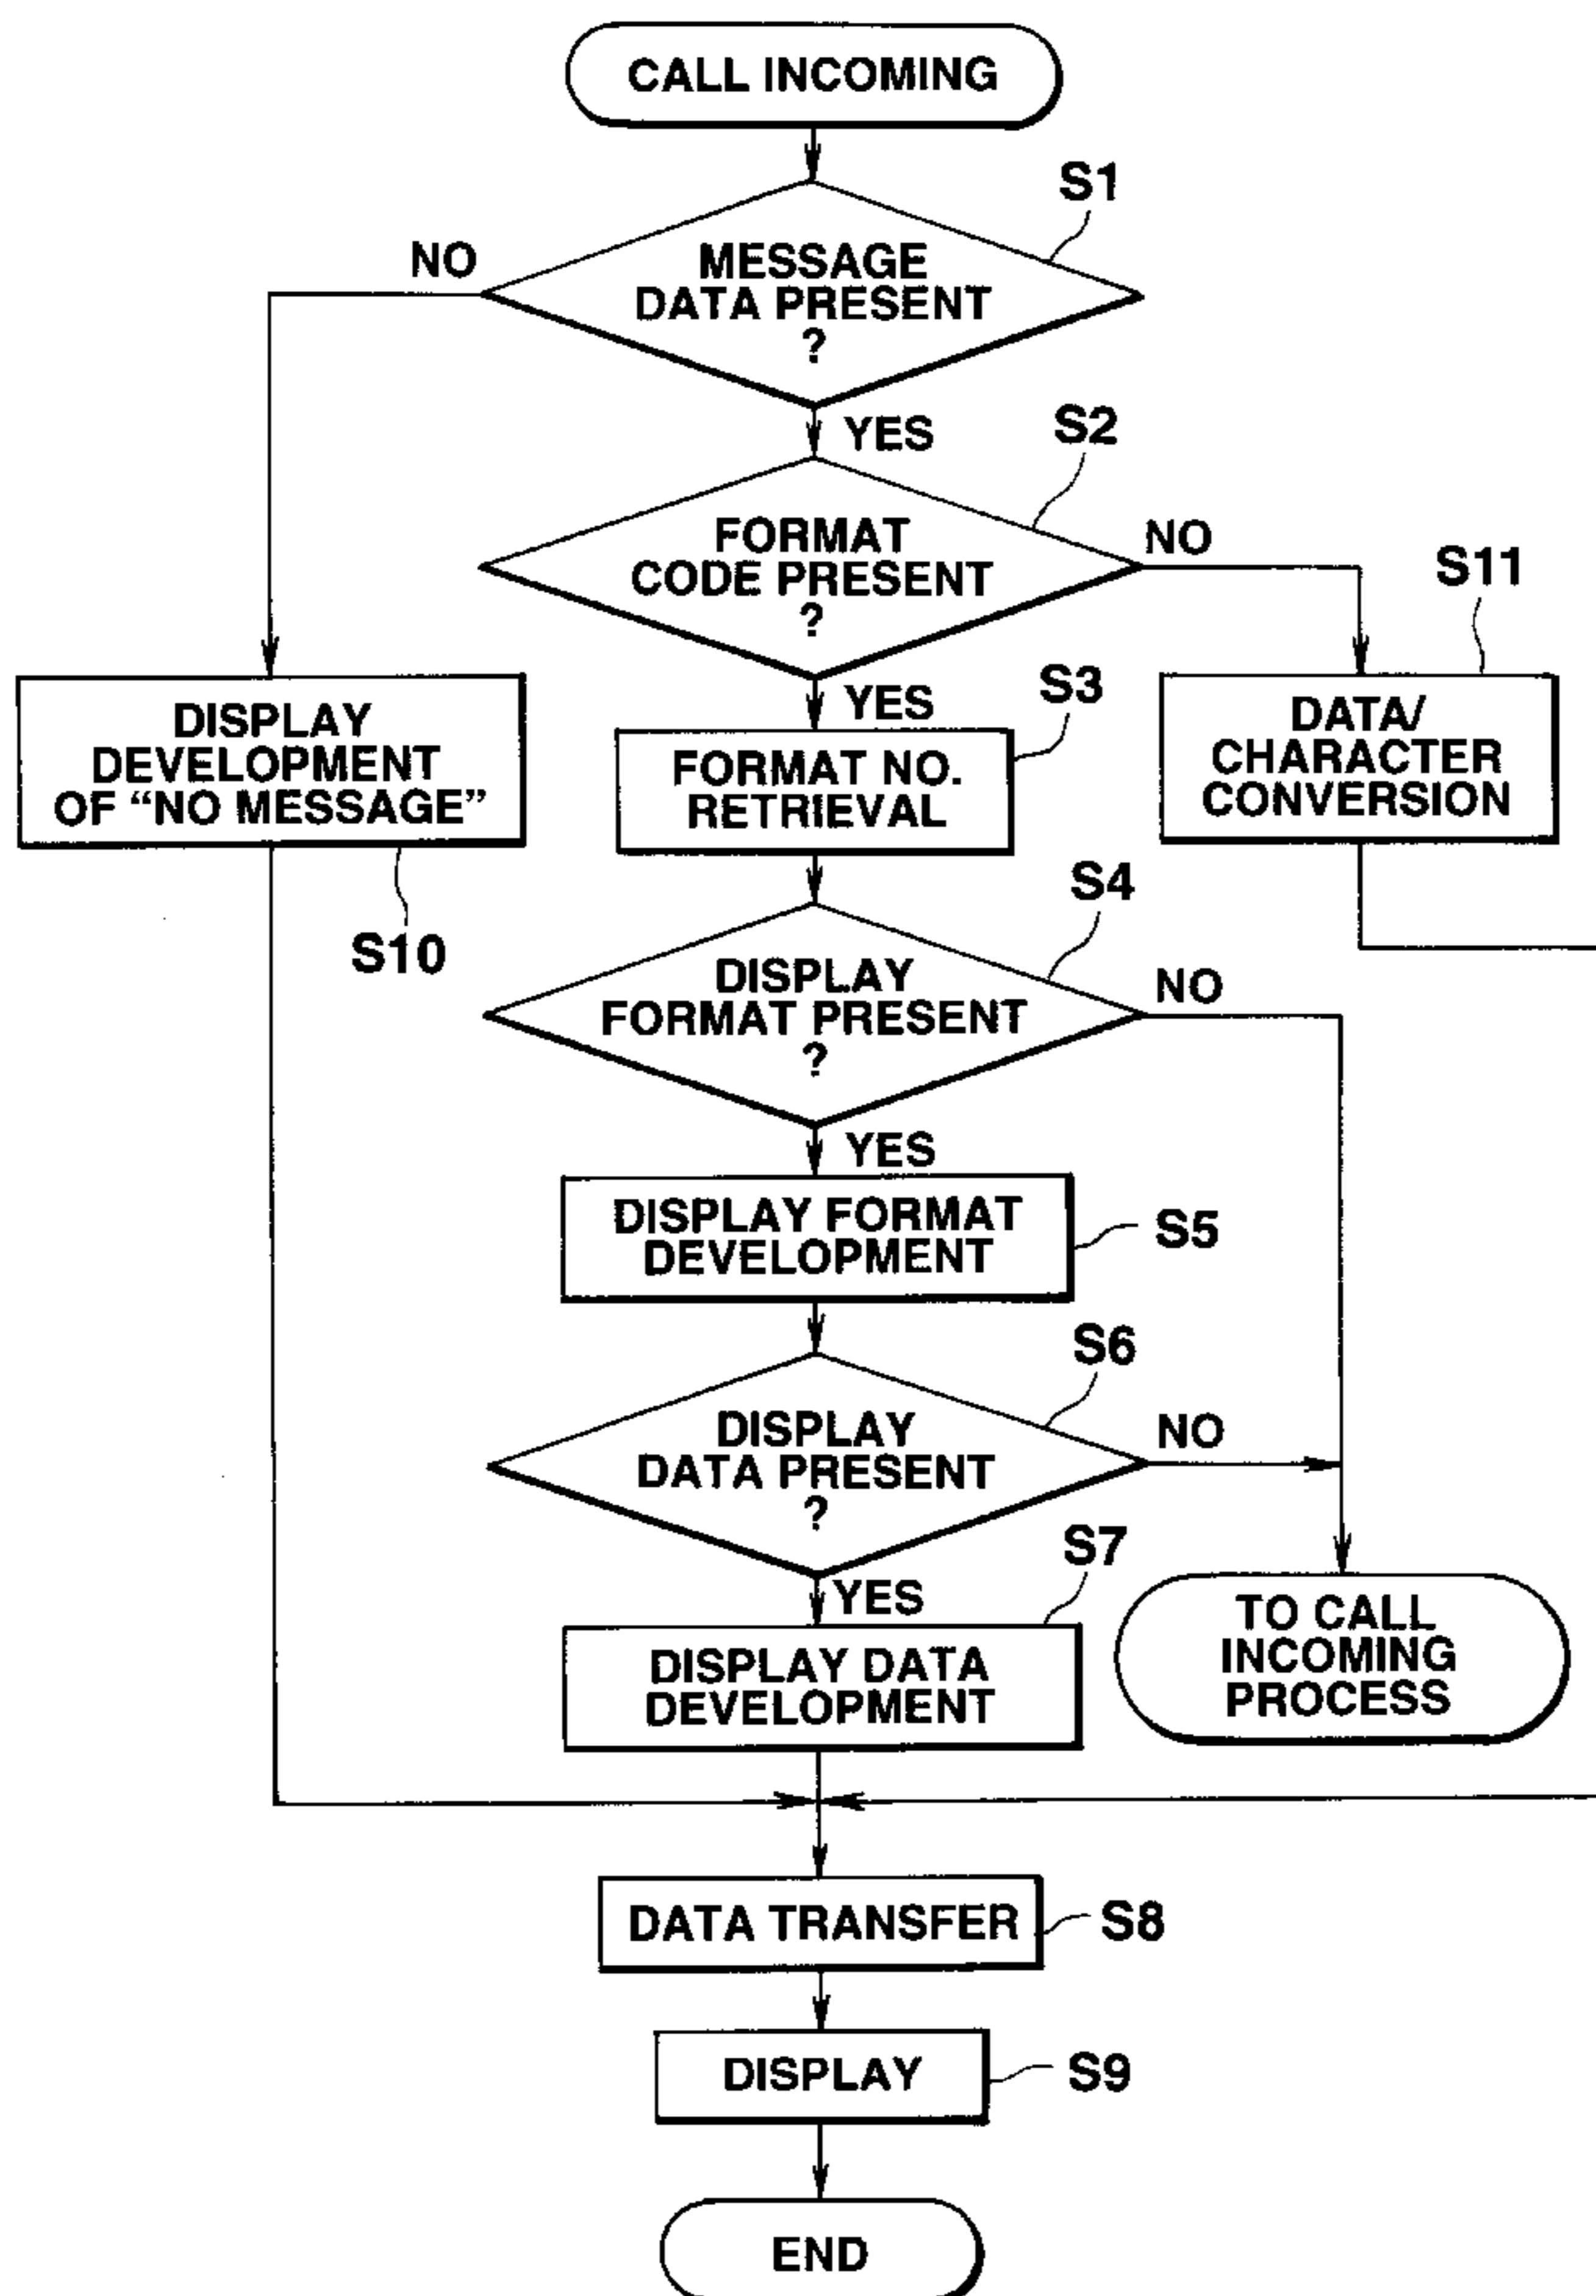 CALL INCOMING
S1
NO
MESSAGE
DATA PRESENT
?
YES
S2
FORMAT
CODE PRESENT
?
NO
S11
YES
S3
DISPLAY
DEVELOPMENT
OF “NO MESSAGE”
S10
FORMAT NO.
RETRIEVAL
DATA/
CHARACTER
CONVERSION
S4
DISPLAY
FORMAT PRESENT
?
NO
YES
DISPLAY FORMAT
DEVELOPMENT
S5
S6
DISPLAY
DATA PRESENT
?
NO
YES
S7
DISPLAY DATA
DEVELOPMENT
TO CALL
INCOMING
PROCESS
DATA TRANSFER
S8
DISPLAY
S9
END